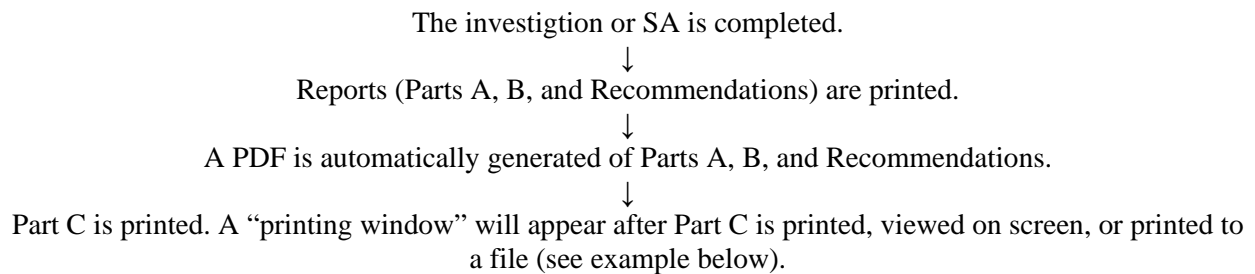 The investigtion or SA is completed.
↓
Reports (Parts A, B, and Recommendations) are printed.
↓
A PDF is automatically generated of Parts A, B, and Recommendations.
↓
Part C is printed. A “printing window” will appear after Part C is printed, viewed on screen, or printed to
a file (see example below).